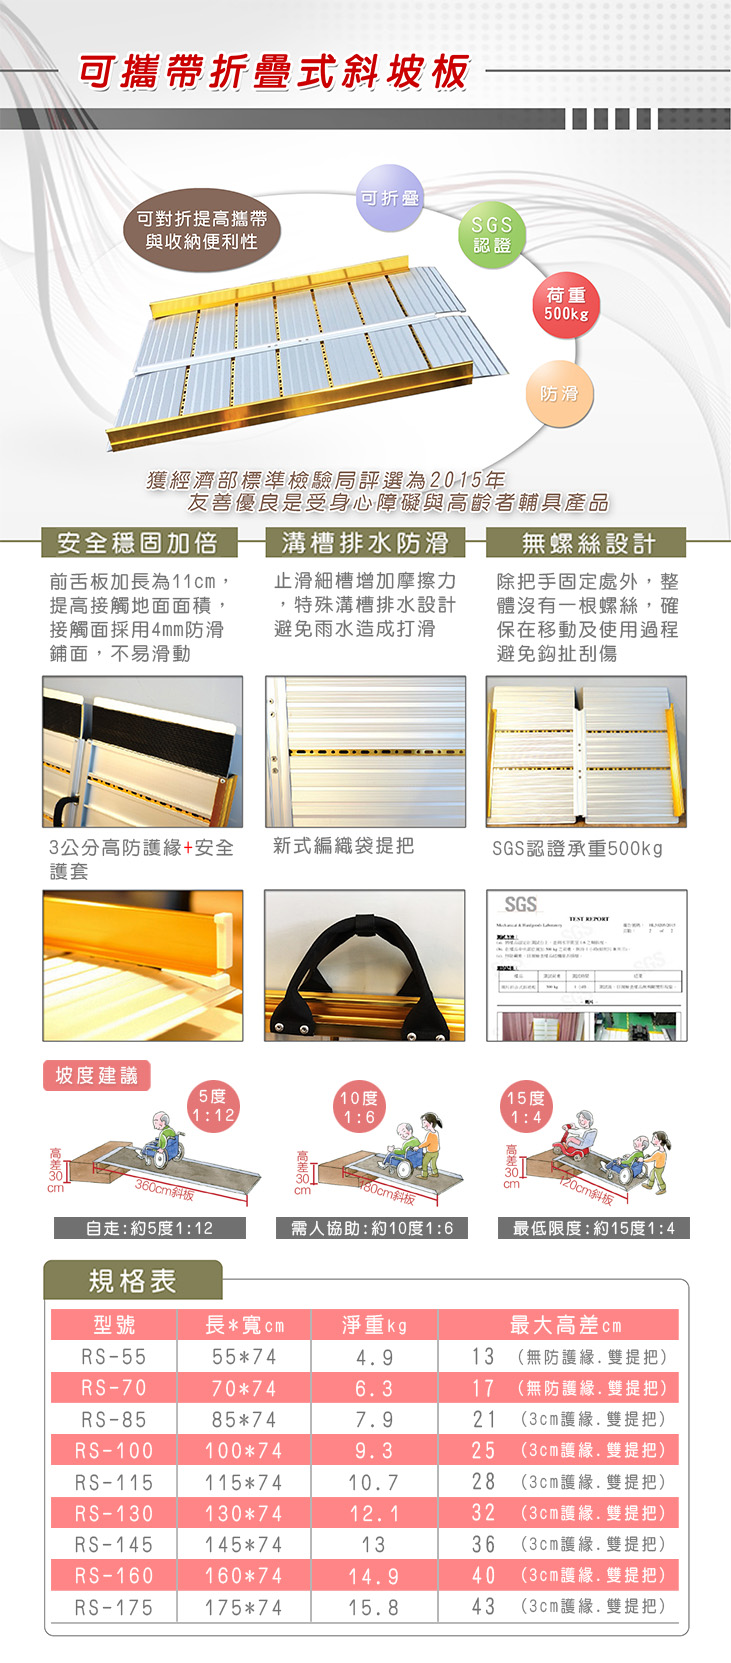 可攜帶折疊式斜坡板
可折疊
可對折提高攜帶
與收納便利性
SGS
認證
荷重
500kg
防滑
獲經濟部標準檢驗局評選為2015年
友善優良是受身心障礙與高齡者輔具產品
安全穩固加倍
前舌板加長為11cm，
提高接觸地面面積，
接觸面採用4mm防滑
鋪面，不易滑動
溝槽排水防滑
止滑細槽增加摩擦力
，特殊溝槽排水設計
避免雨水造成打滑
無螺絲設計
除把手固定處外，整
體沒有一根螺絲，確
保在移動及使用過程
避免鈎扯刮傷
3公分高防護緣+安全
護套
新式編織袋提把
SGS認證承重500kg
SGS
TEST REPORT
坡度建議
5度
1:12
高差30cm
360cm斜板
自走:約5度1:12
10度
1:6
高差30cm
180cm斜板
需人協助:約10度1:6
15度
1:4
高差30cm
120cm斜板
最低限度:約15度1:4
規格表
型號 長*寬cm 淨重kg 最大高差cm
RS-55 55*74 4.9 13 (無防護緣.雙提把)
RS-70 70*74 6.3 17 (無防護緣.雙提把)
RS-85 85*74 7.9 21 (3cm護緣.雙提把)
RS-100 100*74 9.3 25 (3cm護緣.雙提把)
RS-115 115*74 10.7 28 (3cm護緣.雙提把)
RS-130 130*74 12.1 32 (3cm護緣.雙提把)
RS-145 145*74 13 36 (3cm護緣.雙提把)
RS-160 160*74 14.9 40 (3cm護緣.雙提把)
RS-175 175*74 15.8 43 (3cm護緣.雙提把)